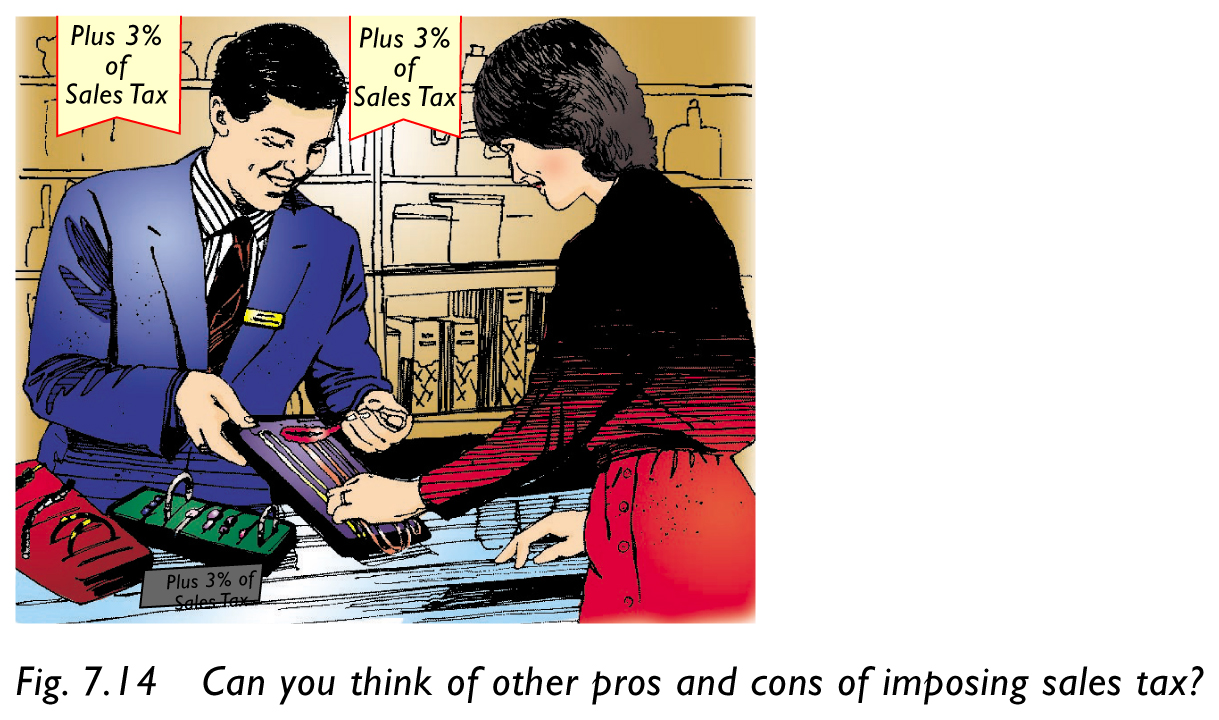 Plus 3%
of
Sales Tax
Plus 3%
of
Sales Tax
Plus 3% of
Sales Tax
Fig. 7.14 Can you think of other pros and cons of imposing sales tax?